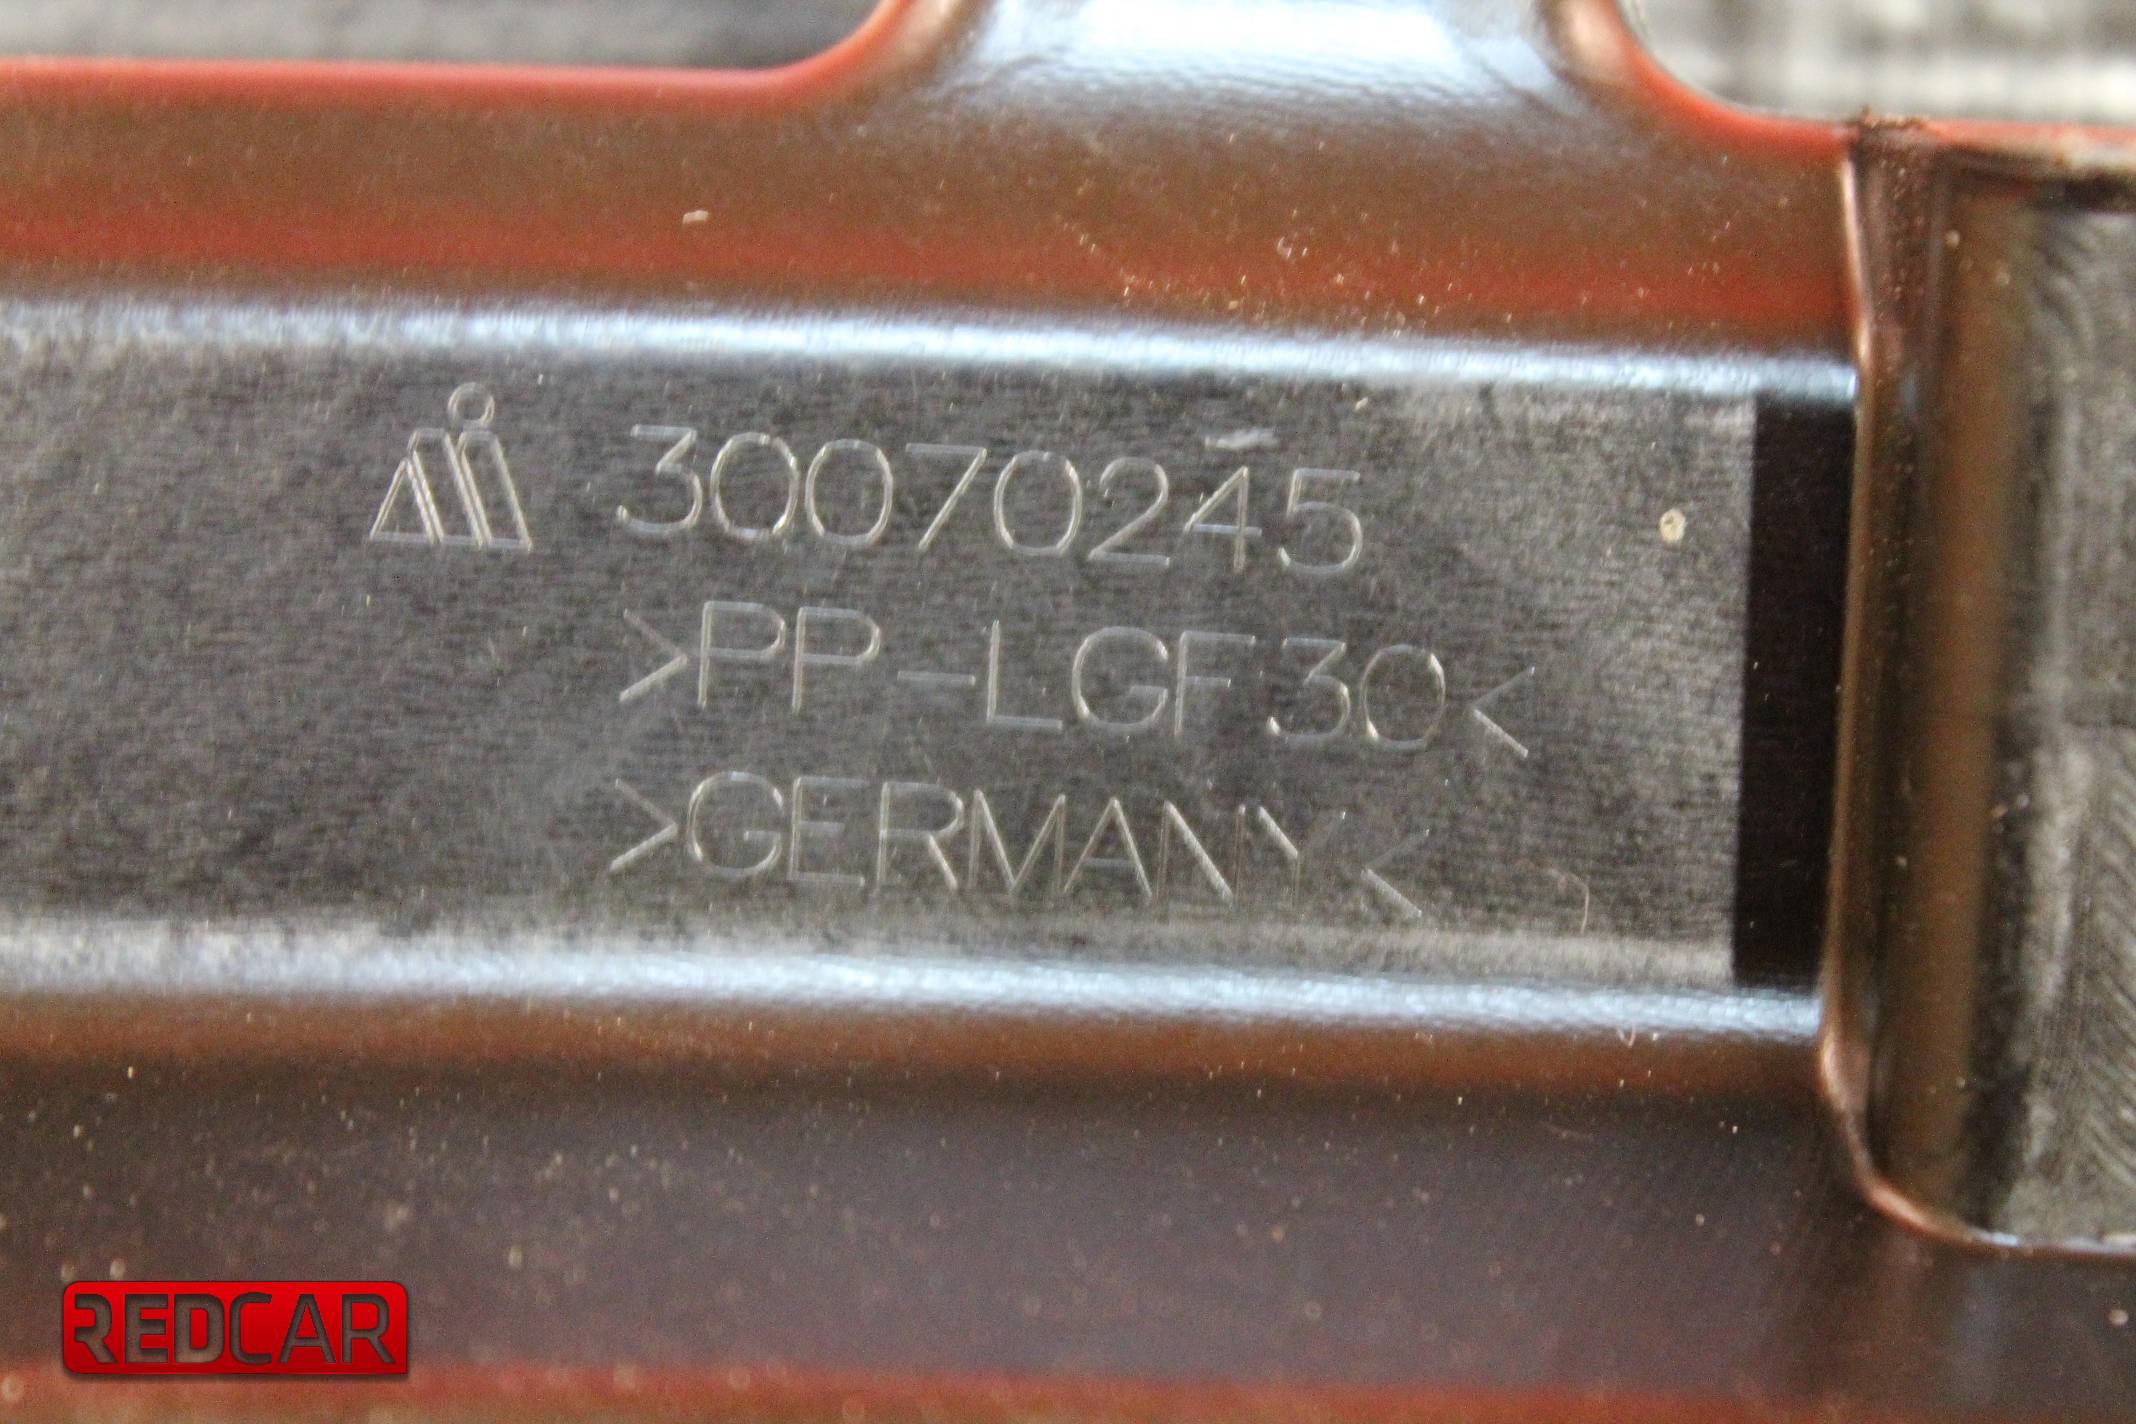 30070245
>PP-LGF30<
>GERMANY<
REDCAR